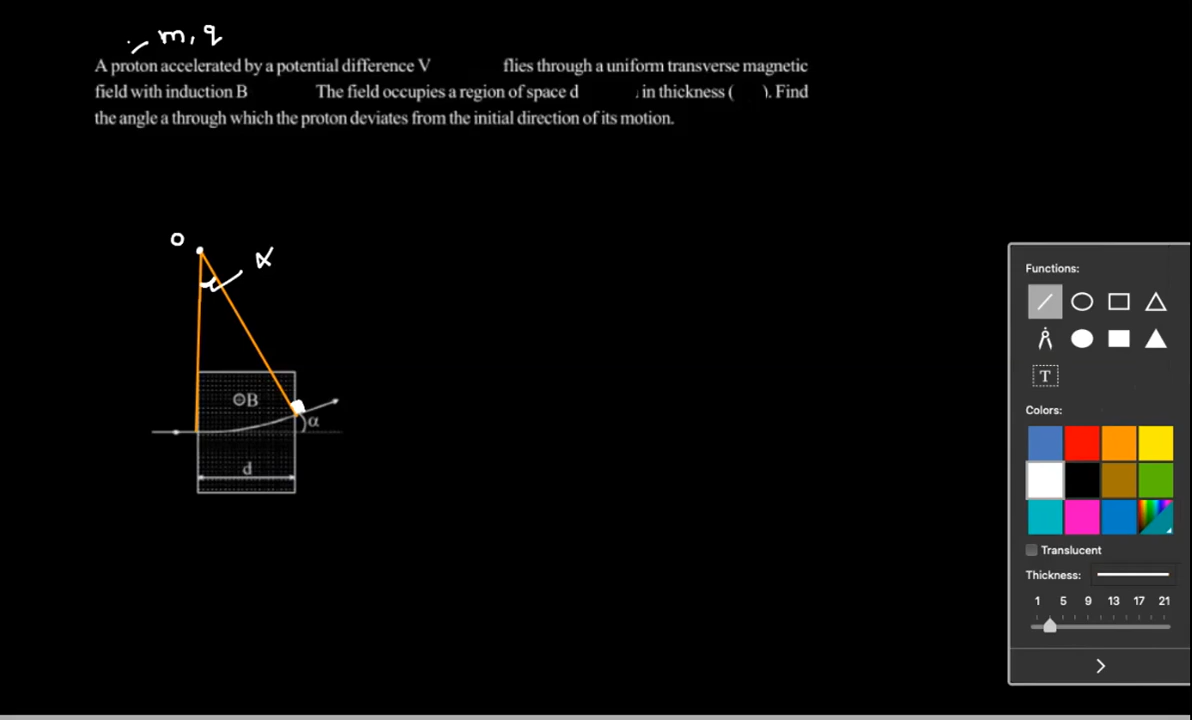 m, q
A proton accelerated by a potential difference V flies through a uniform transverse magnetic
field with induction B The field occupies a region of space d in thickness ( ). Find
the angle a through which the proton deviates from the initial direction of its motion.
O
α
B
α
d
Functions:
T
Colors:
Translucent
Thickness:
1 5 9 13 17 21